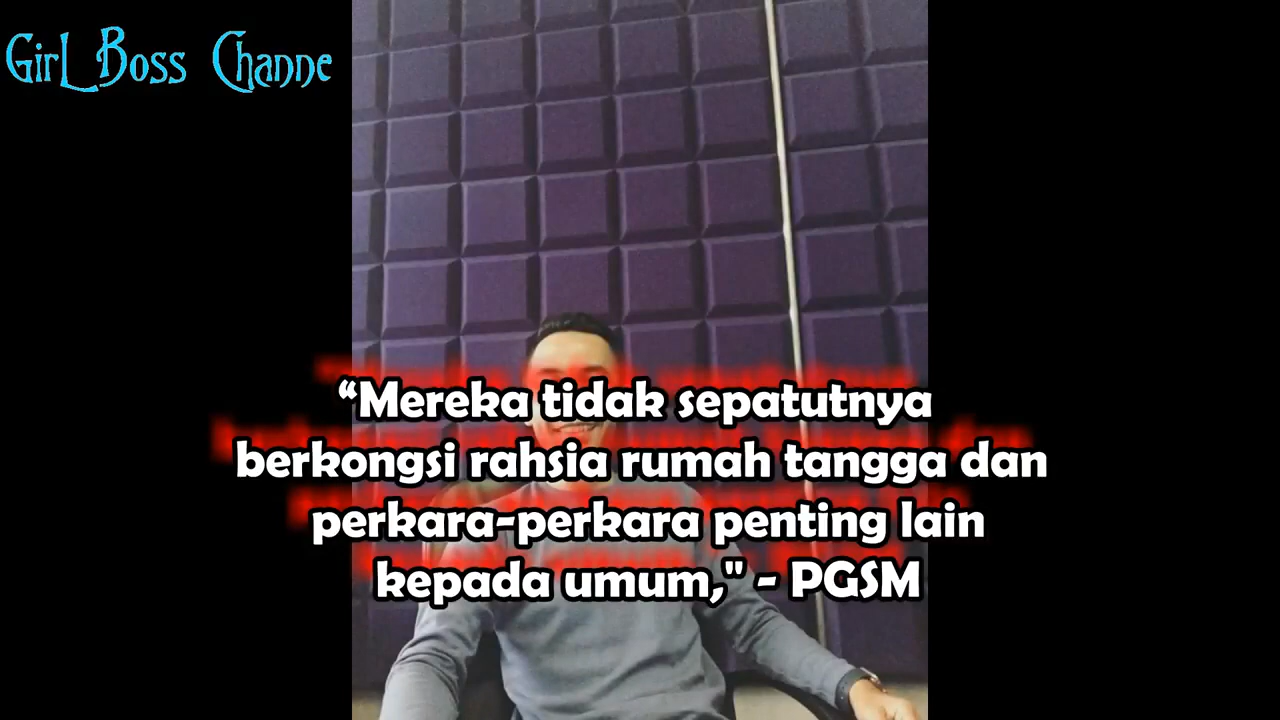 GirL Boss Channe
“Mereka tidak sepatutnya
berkongsi rahsia rumah tangga dan
perkara-perkara penting lain
kepada umum," - PGSM